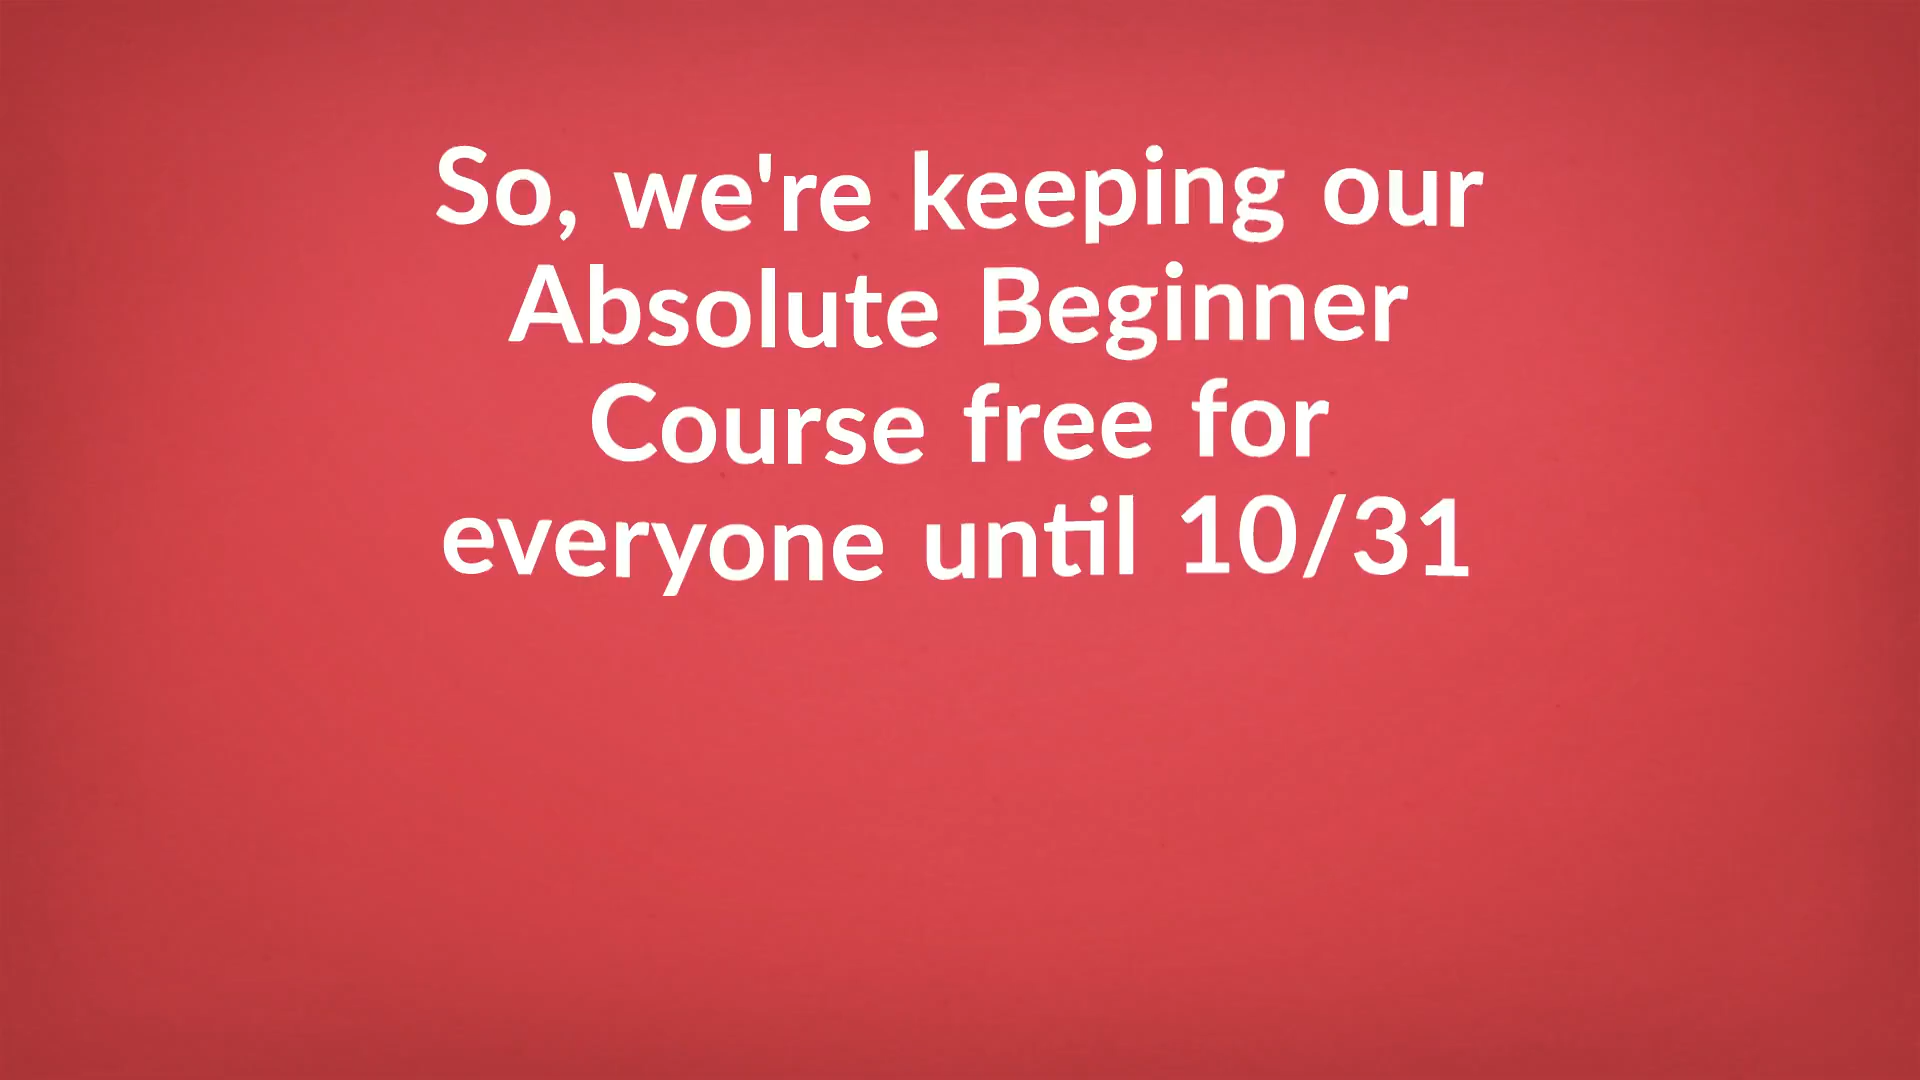 So, we're keeping our
Absolute Beginner
Course free for
everyone until 10/31